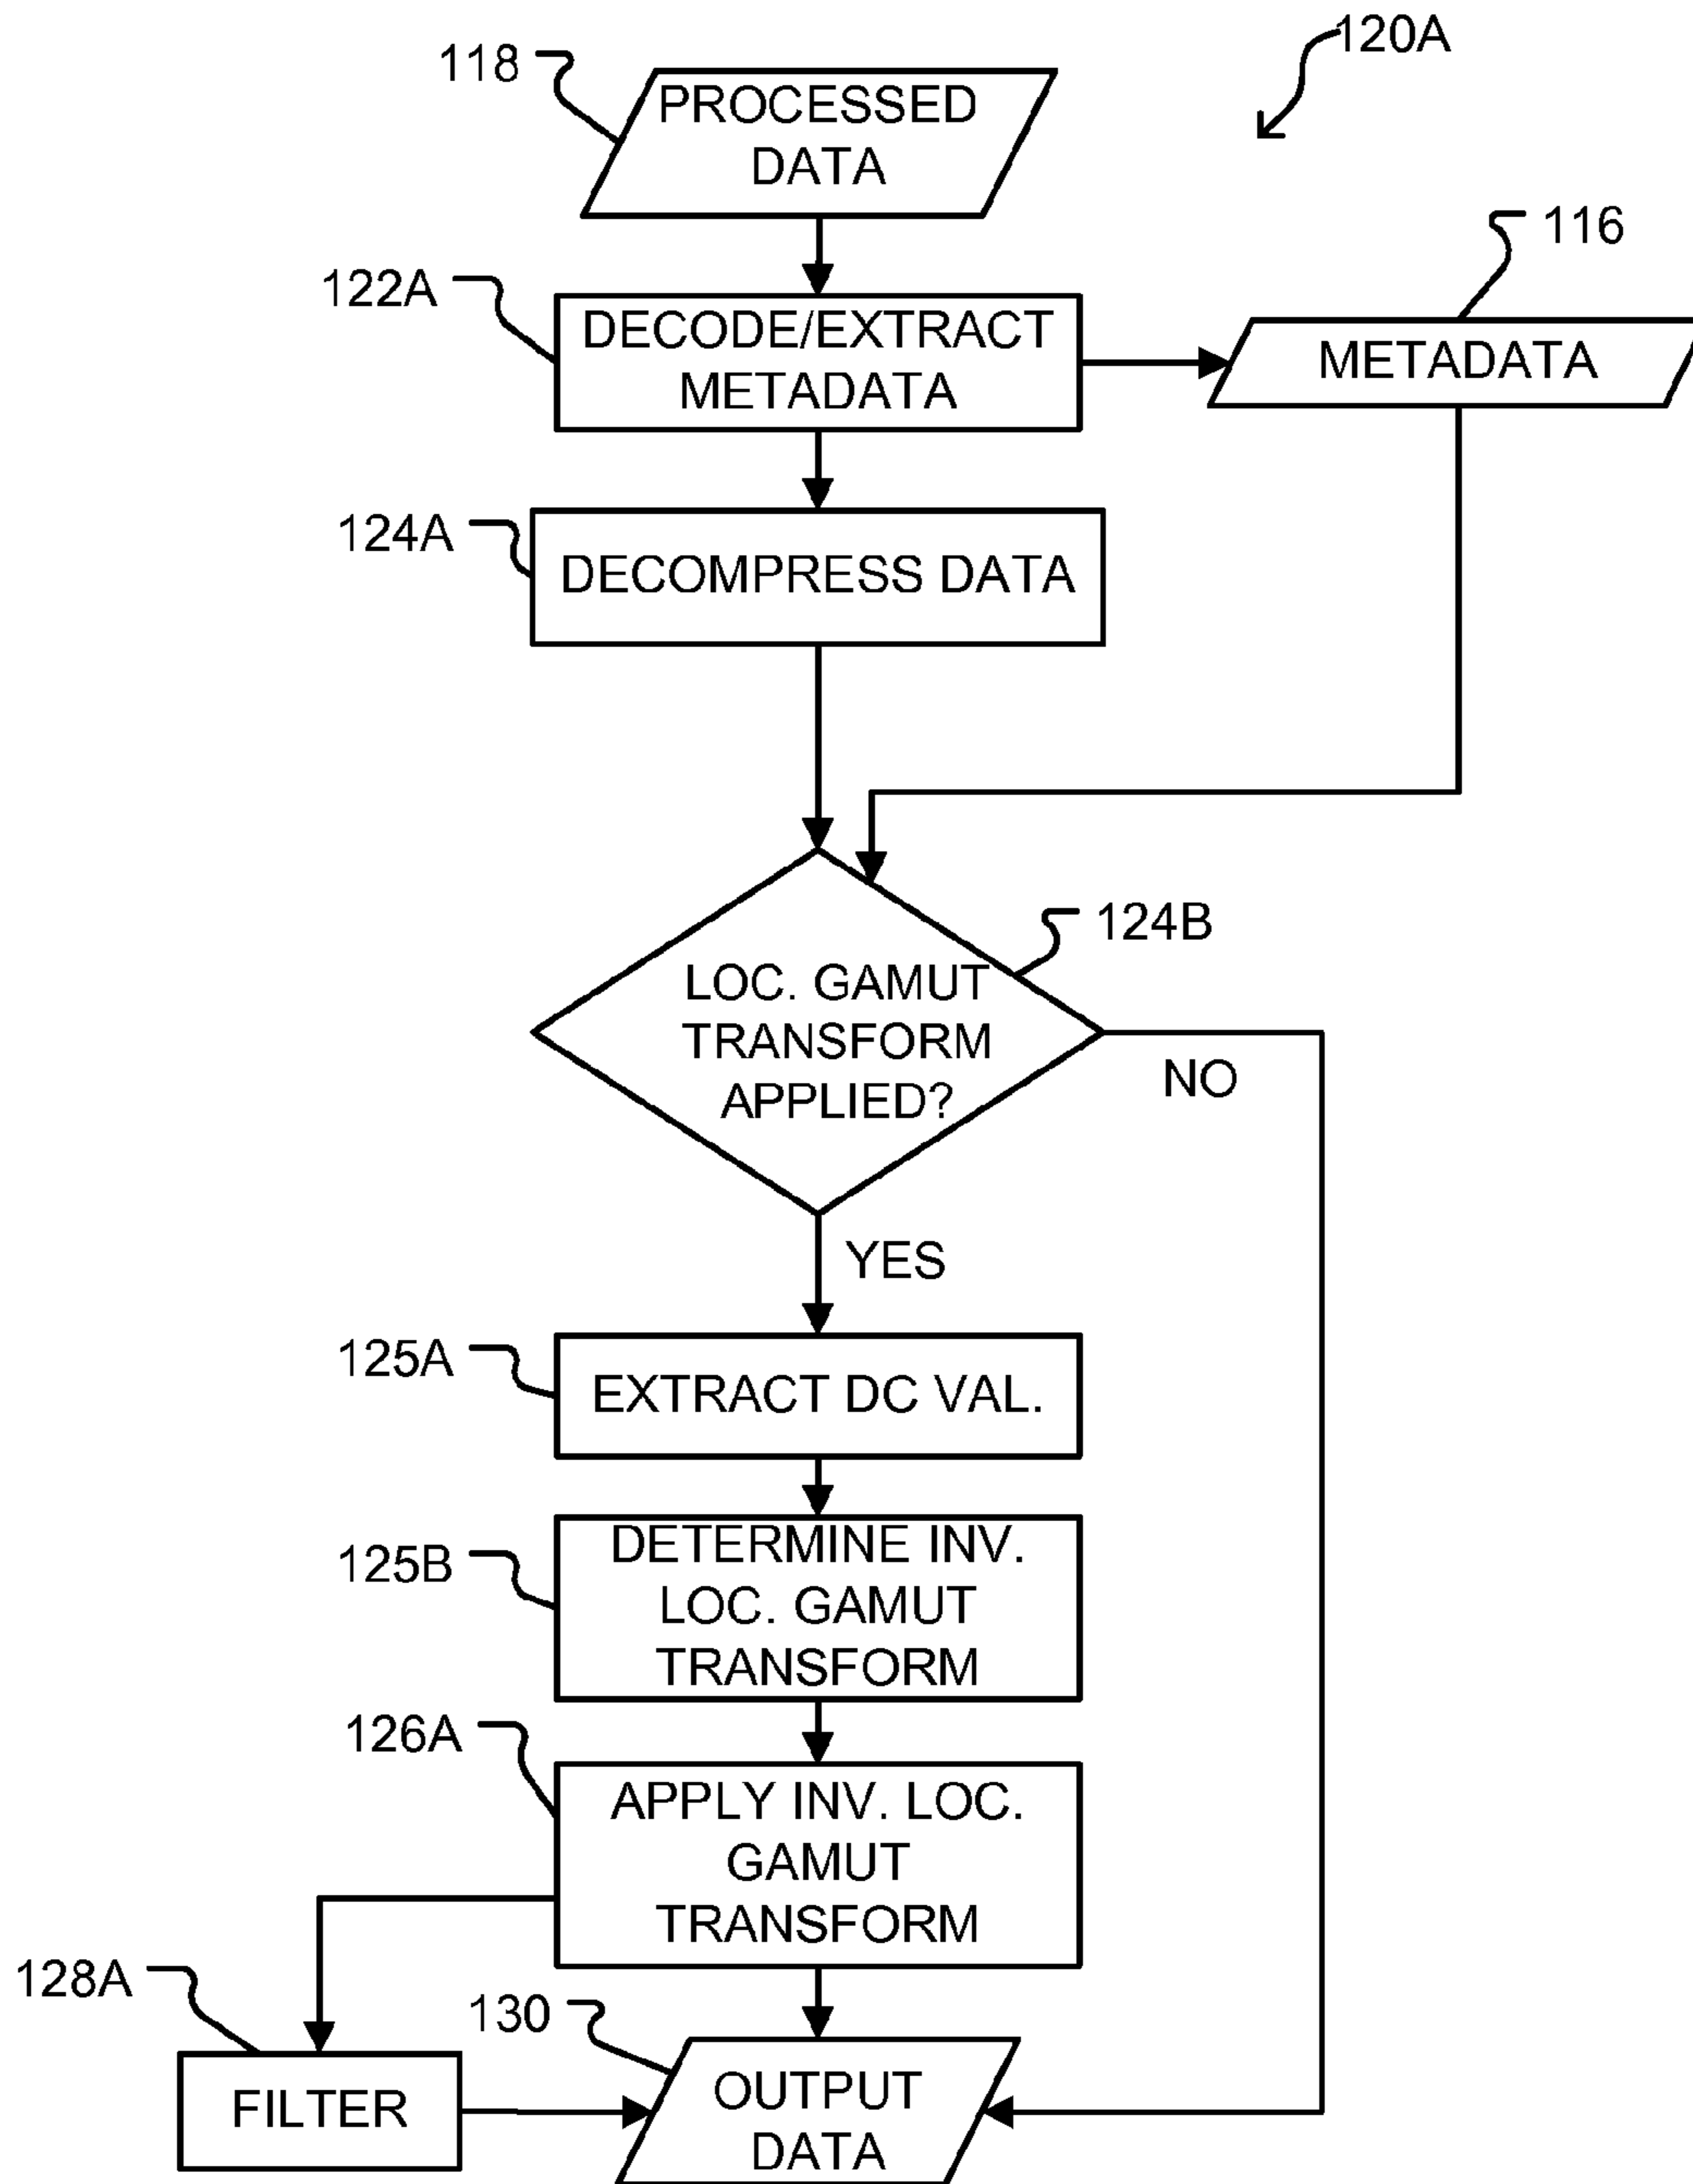 120A
118
PROCESSED
DATA
116
122A
DECODE/EXTRACT
METADATA
METADATA
124A
DECOMPRESS DATA
124B
LOC. GAMUT
TRANSFORM
APPLIED?
NO
YES
125A
EXTRACT DC VAL.
125B
DETERMINE INV.
LOC. GAMUT
TRANSFORM
126A
APPLY INV. LOC.
GAMUT
TRANSFORM
128A
130
FILTER
OUTPUT
DATA